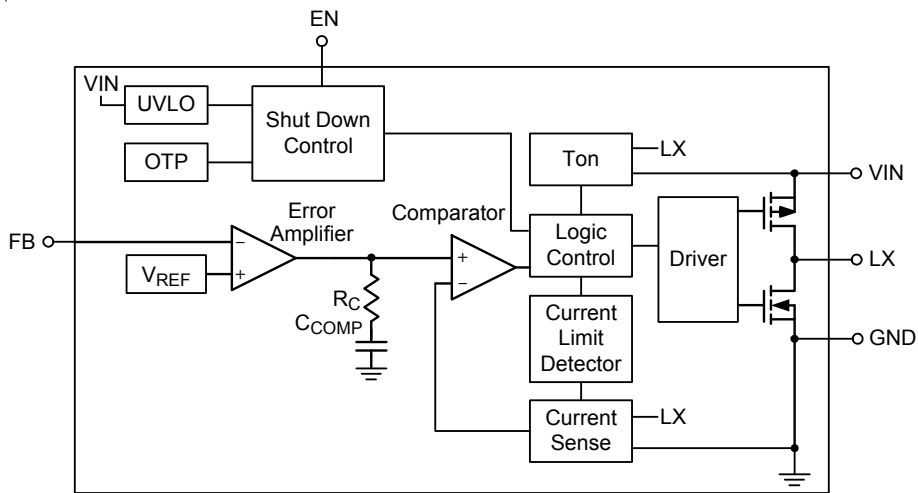 EN
VIN
UVLO
Shut Down
Control
OTP
Ton
LX
VIN
Error
Amplifier
Comparator
FB
−
+
VREF
+
−
Logic
Control
Driver
LX
RC
CCOMP
Current
Limit
Detector
GND
Current
Sense
LX